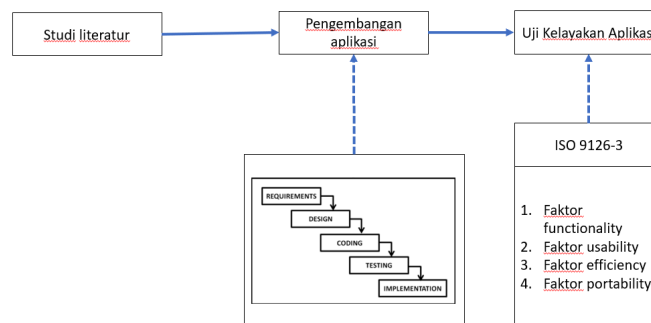 Studi literatur
Pengembangan
aplikasi
Uji Kelayakan Aplikas
REQUIREMENTS
DESIGN
CODING
TESTING
IMPLEMENTATION
ISO 9126-3
1. Faktor
functionality
2. Faktor usability
3. Faktor efficiency
4. Faktor portability